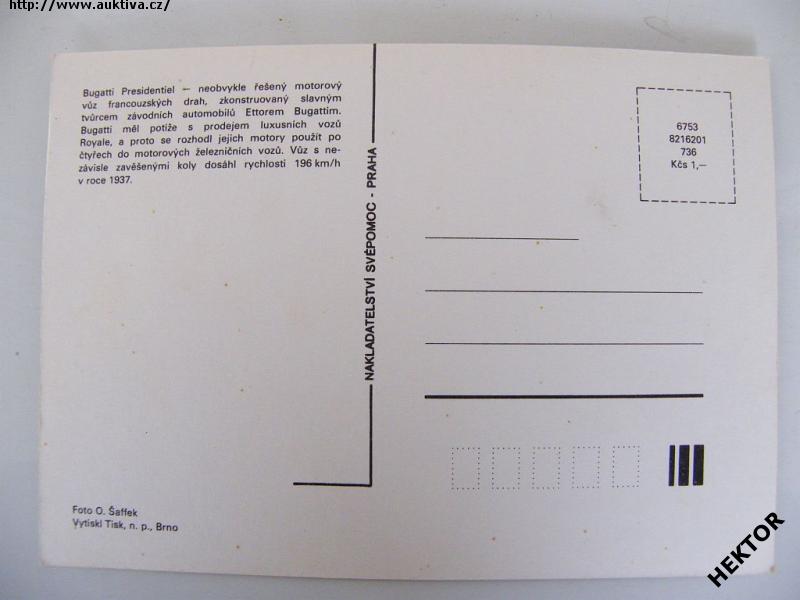 http://www.auktiva.cz/
Bugatti Presidentiel — neobvykle řešený motorový
vůz francouzských drah, zkonstruovaný slavným
tvůrcem závodních automobilů Ettorem Bugattim.
Bugatti měl potíže s prodejem luxusních vozů
Royale, a proto se rozhodl jejich motory použít po
čtyřech do motorových železničních vozů. Vůz s ne-
závisle zavěšenými koly dosáhl rychlosti 196 km/h
v roce 1937.
NAKLADATELSTVÍ SVÉPOMOC - PRAHA
6753
8216201
736
Kčs 1,—
Foto O. Šaffek
Vytiskl Tisk, n. p., Brno
HEKTOR